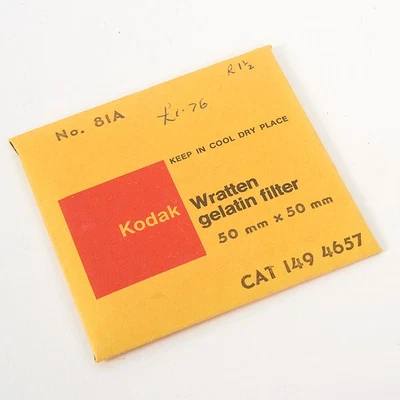 R 1½
No. 81A
£1.76
KEEP IN COOL DRY PLACE
Kodak
Wratten
gelatin filter
50 mm x 50 mm
CAT 149 4657